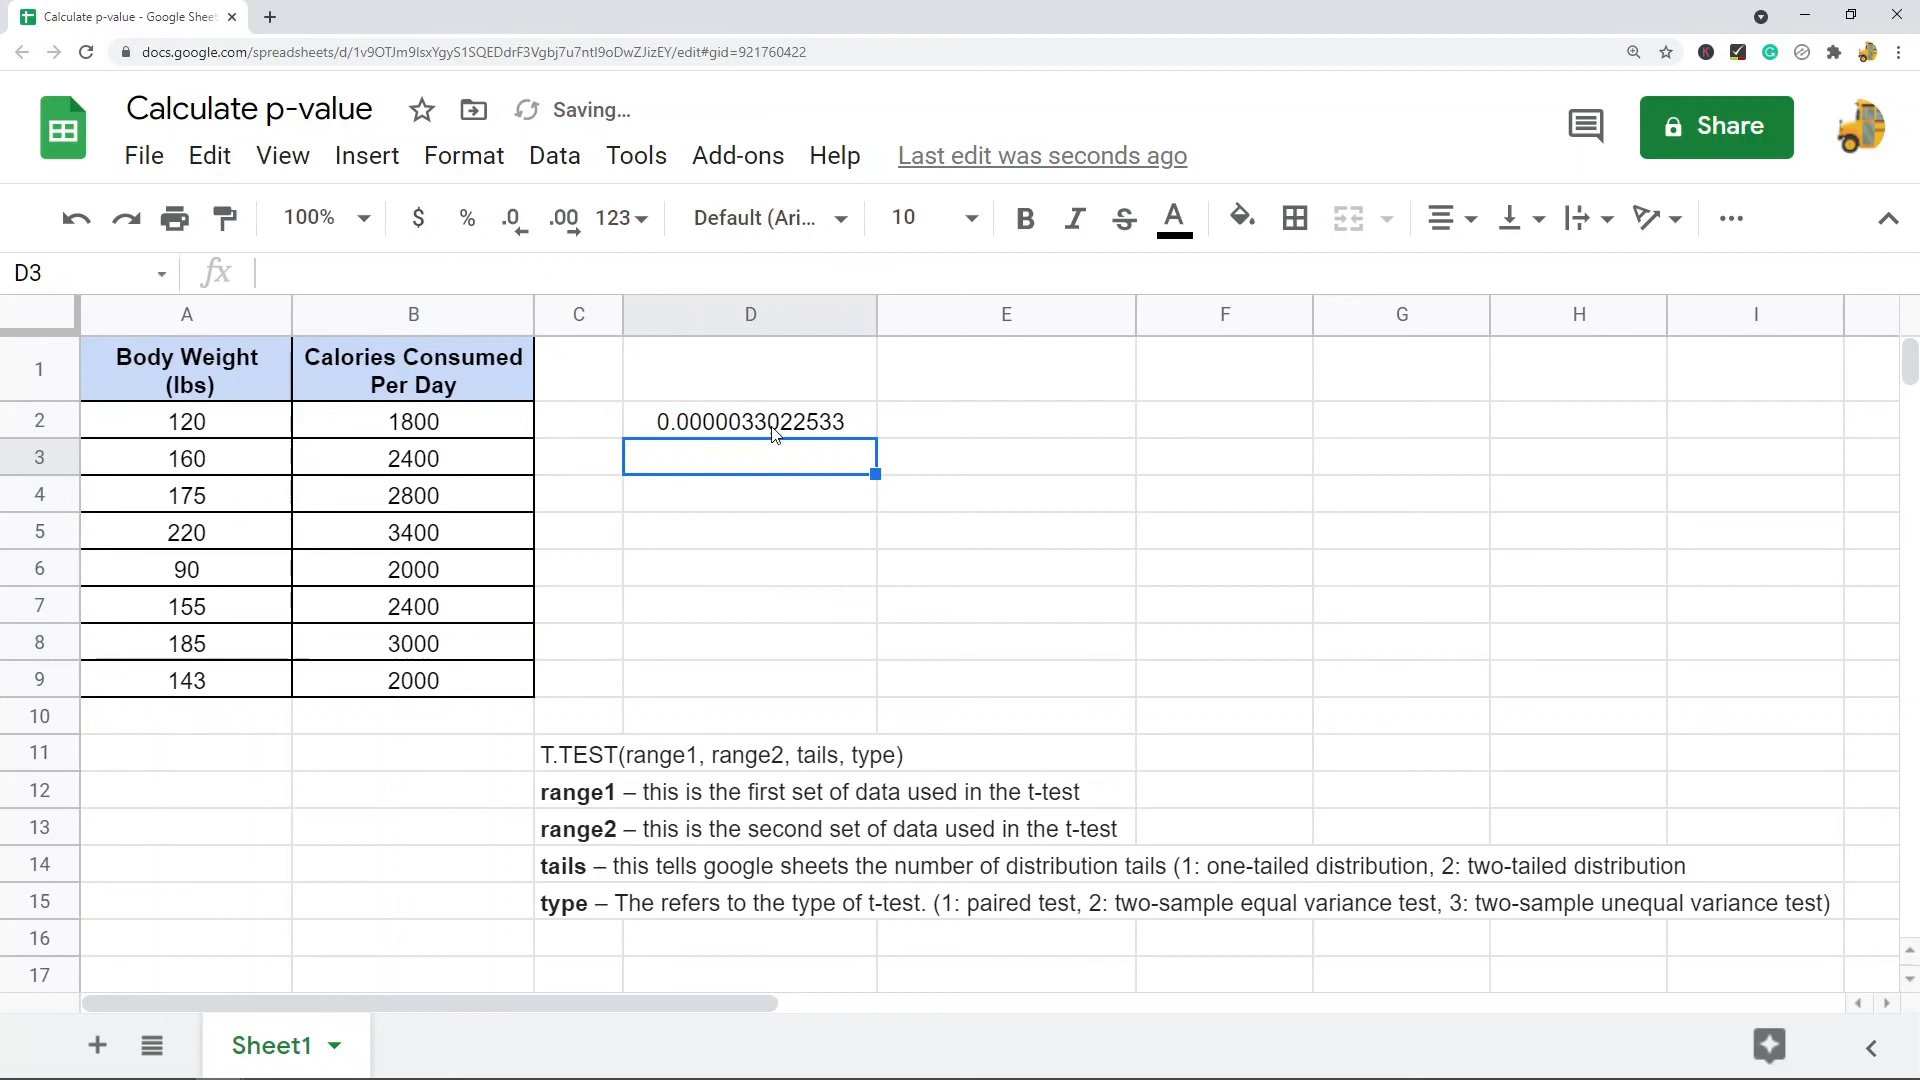 Calculate p-value - Google Sheet
docs.google.com/spreadsheets/d/1v9OTJm9lsxYgyS1SQEDdrF3Vgbj7u7ntl9oDwZJizEY/edit#gid=921760422
Calculate p-value Saving...
File Edit View Insert Format Data Tools Add-ons Help Last edit was seconds ago
Share
100% $ % .0 .00 123 Default (Ari... 10 B I S A
D3 fx
A B C D E F G H I
1 Body Weight (lbs) Calories Consumed Per Day
2 120 1800 0.0000033022533
3 160 2400
4 175 2800
5 220 3400
6 90 2000
7 155 2400
8 185 3000
9 143 2000
10
11 T.TEST(range1, range2, tails, type)
12 range1 – this is the first set of data used in the t-test
13 range2 – this is the second set of data used in the t-test
14 tails – this tells google sheets the number of distribution tails (1: one-tailed distribution, 2: two-tailed distribution
15 type – The refers to the type of t-test. (1: paired test, 2: two-sample equal variance test, 3: two-sample unequal variance test)
16
17
Sheet1